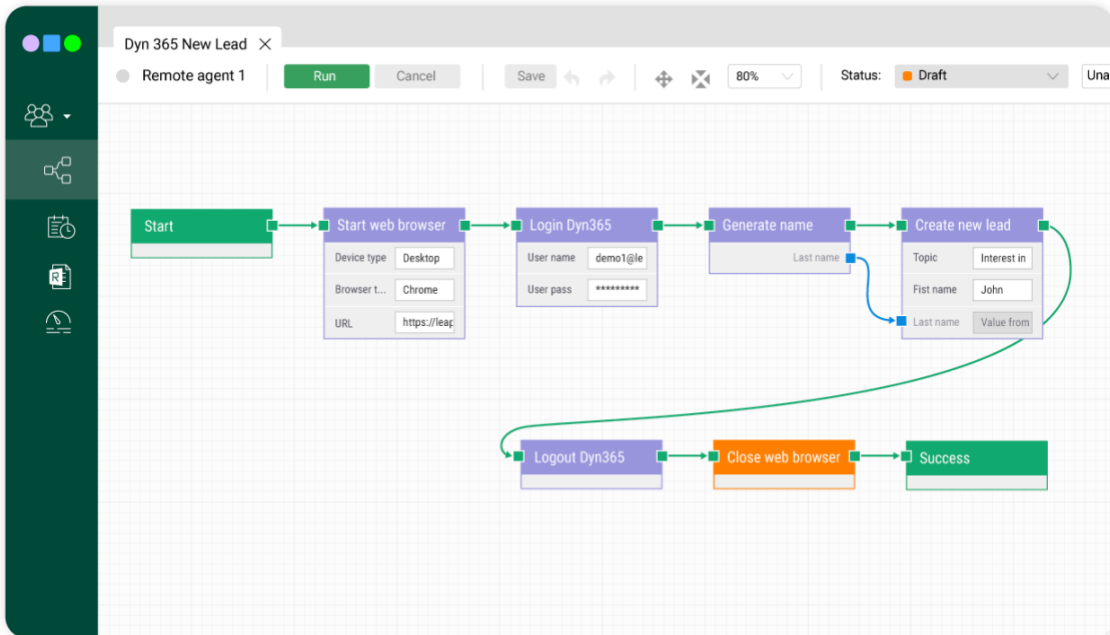 Dyn 365 New Lead
Remote agent 1
Run
Cancel
Save
80%
Status:
Draft
Una
Start
Start web browser
Device type
Desktop
Browser t...
Chrome
URL
https://leap
Login Dyn365
User name
demo1@le
User pass
*********
Generate name
Last name
Create new lead
Topic
Interest in
Fist name
John
Last name
Value from
Logout Dyn365
Close web browser
Success